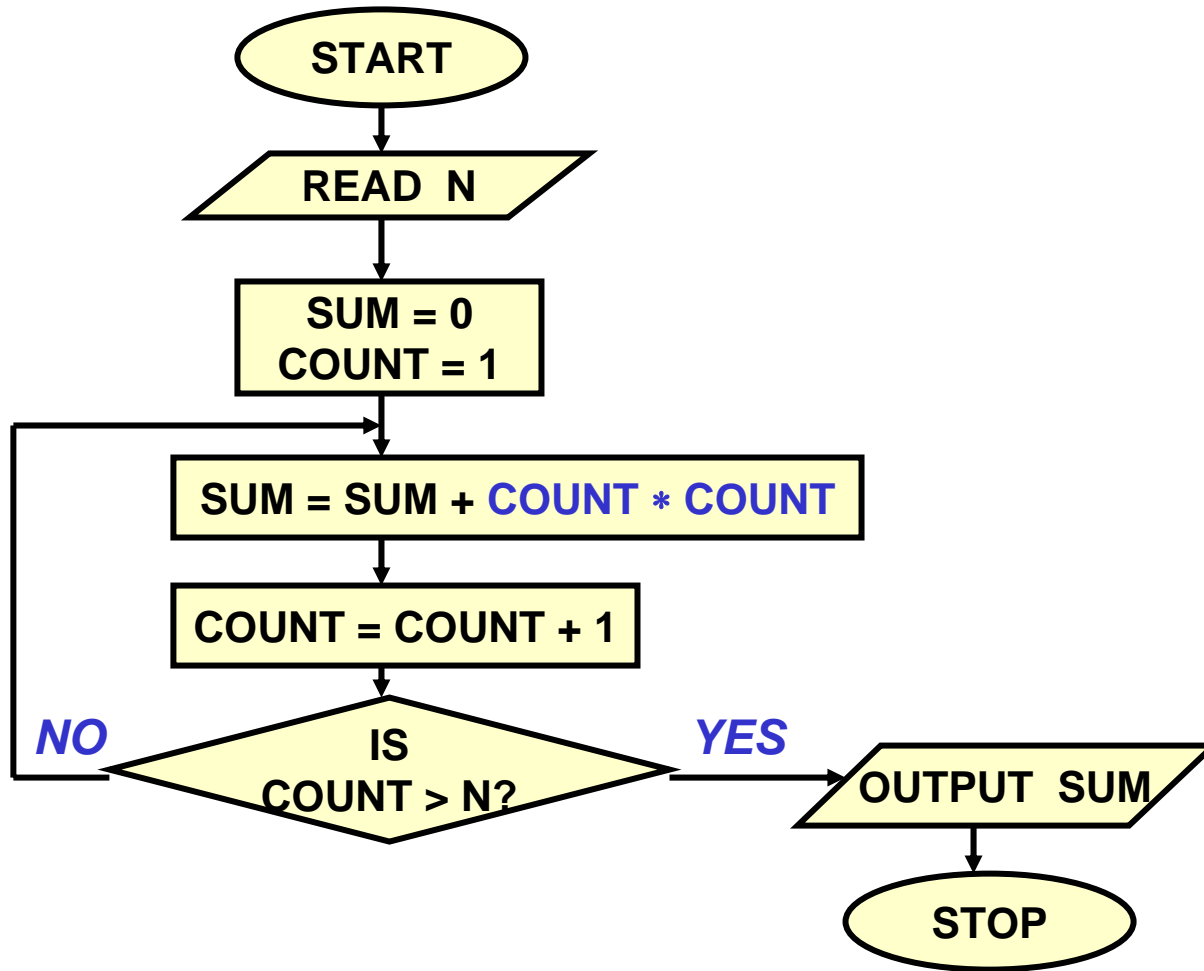 START
READ N
SUM = 0
COUNT = 1
SUM = SUM + COUNT * COUNT
COUNT = COUNT + 1
IS
COUNT > N?
NO
YES
OUTPUT SUM
STOP